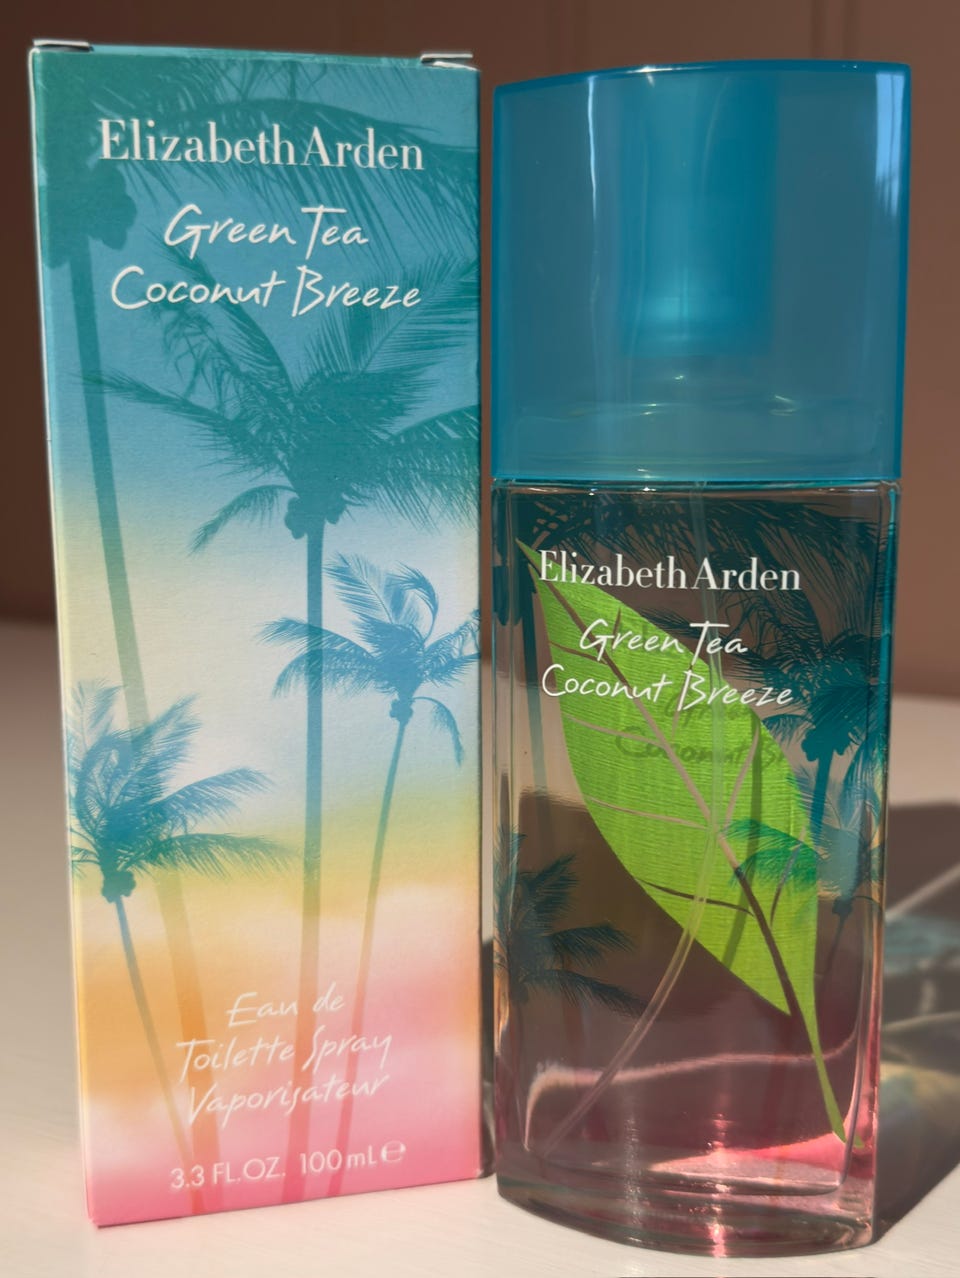 Elizabeth Arden
Green Tea
Coconut Breeze
Eau de
Toilette Spray
Vaporisateur
3.3 FL.OZ. 100 mL ℮
Elizabeth Arden
Green Tea
Coconut Breeze